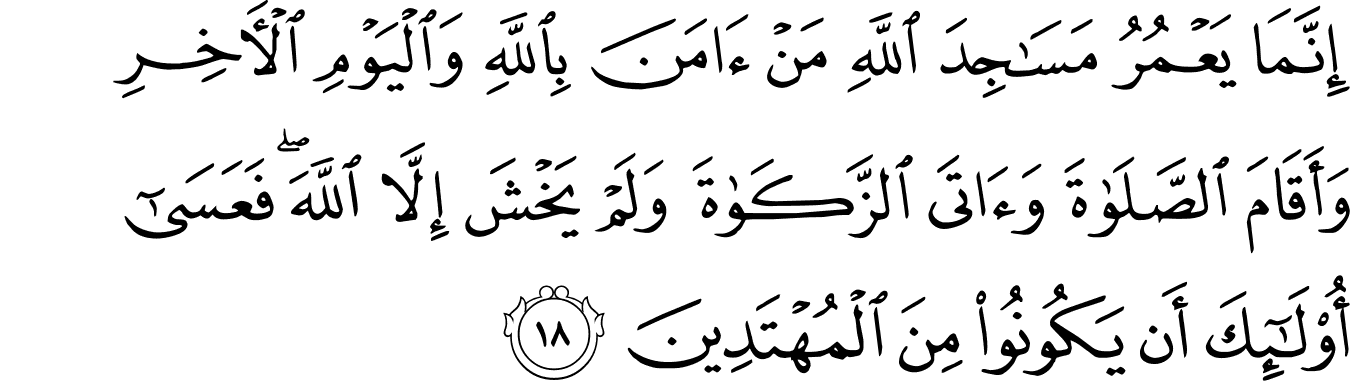 إِنَّمَا يَعۡمُرُ مَسَٰجِدَ ٱللَّهِ مَنۡ ءَامَنَ بِٱللَّهِ وَٱلۡيَوۡمِ ٱلۡأٓخِرِ
وَأَقَامَ ٱلصَّلَوٰةَ وَءَاتَى ٱلزَّكَوٰةَ وَلَمۡ يَخۡشَ إِلَّا ٱللَّهَۖ فَعَسَىٰٓ
أُوْلَٰٓئِكَ أَن يَكُونُواْ مِنَ ٱلۡمُهۡتَدِينَ ١٨